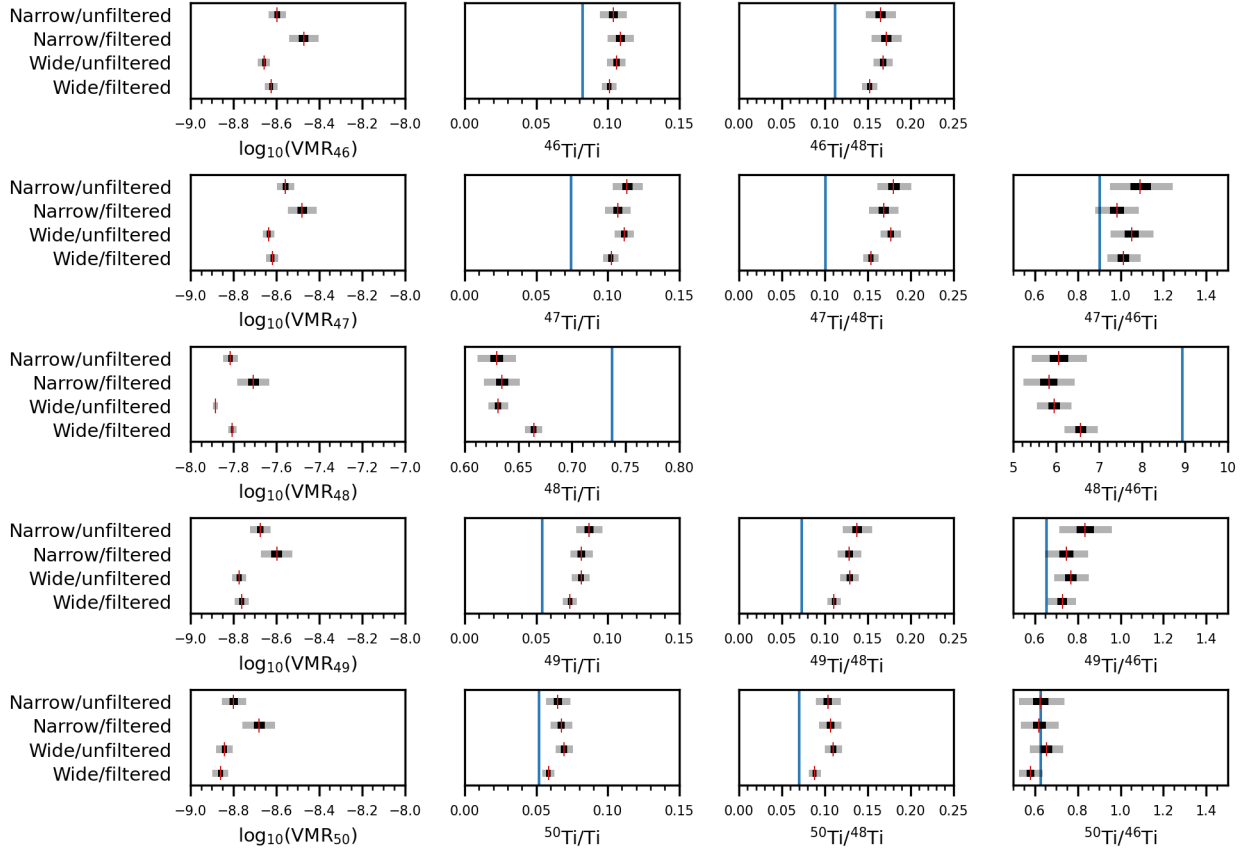 Narrow/unfiltered
Narrow/filtered
Wide/unfiltered
Wide/filtered
−9.0 −8.8 −8.6 −8.4 −8.2 −8.0
log₁₀(VMR₄₆)
0.00 0.05 0.10 0.15
⁴⁶Ti/Ti
0.00 0.05 0.10 0.15 0.20 0.25
⁴⁶Ti/⁴⁸Ti
Narrow/unfiltered
Narrow/filtered
Wide/unfiltered
Wide/filtered
−9.0 −8.8 −8.6 −8.4 −8.2 −8.0
log₁₀(VMR₄₇)
0.00 0.05 0.10 0.15
⁴⁷Ti/Ti
0.00 0.05 0.10 0.15 0.20 0.25
⁴⁷Ti/⁴⁸Ti
0.6 0.8 1.0 1.2 1.4
⁴⁷Ti/⁴⁶Ti
Narrow/unfiltered
Narrow/filtered
Wide/unfiltered
Wide/filtered
−8.0 −7.8 −7.6 −7.4 −7.2 −7.0
log₁₀(VMR₄₈)
0.60 0.65 0.70 0.75 0.80
⁴⁸Ti/Ti
5 6 7 8 9 10
⁴⁸Ti/⁴⁶Ti
Narrow/unfiltered
Narrow/filtered
Wide/unfiltered
Wide/filtered
−9.0 −8.8 −8.6 −8.4 −8.2 −8.0
log₁₀(VMR₄₉)
0.00 0.05 0.10 0.15
⁴⁹Ti/Ti
0.00 0.05 0.10 0.15 0.20 0.25
⁴⁹Ti/⁴⁸Ti
0.6 0.8 1.0 1.2 1.4
⁴⁹Ti/⁴⁶Ti
Narrow/unfiltered
Narrow/filtered
Wide/unfiltered
Wide/filtered
−9.0 −8.8 −8.6 −8.4 −8.2 −8.0
log₁₀(VMR₅₀)
0.00 0.05 0.10 0.15
⁵⁰Ti/Ti
0.00 0.05 0.10 0.15 0.20 0.25
⁵⁰Ti/⁴⁸Ti
0.6 0.8 1.0 1.2 1.4
⁵⁰Ti/⁴⁶Ti